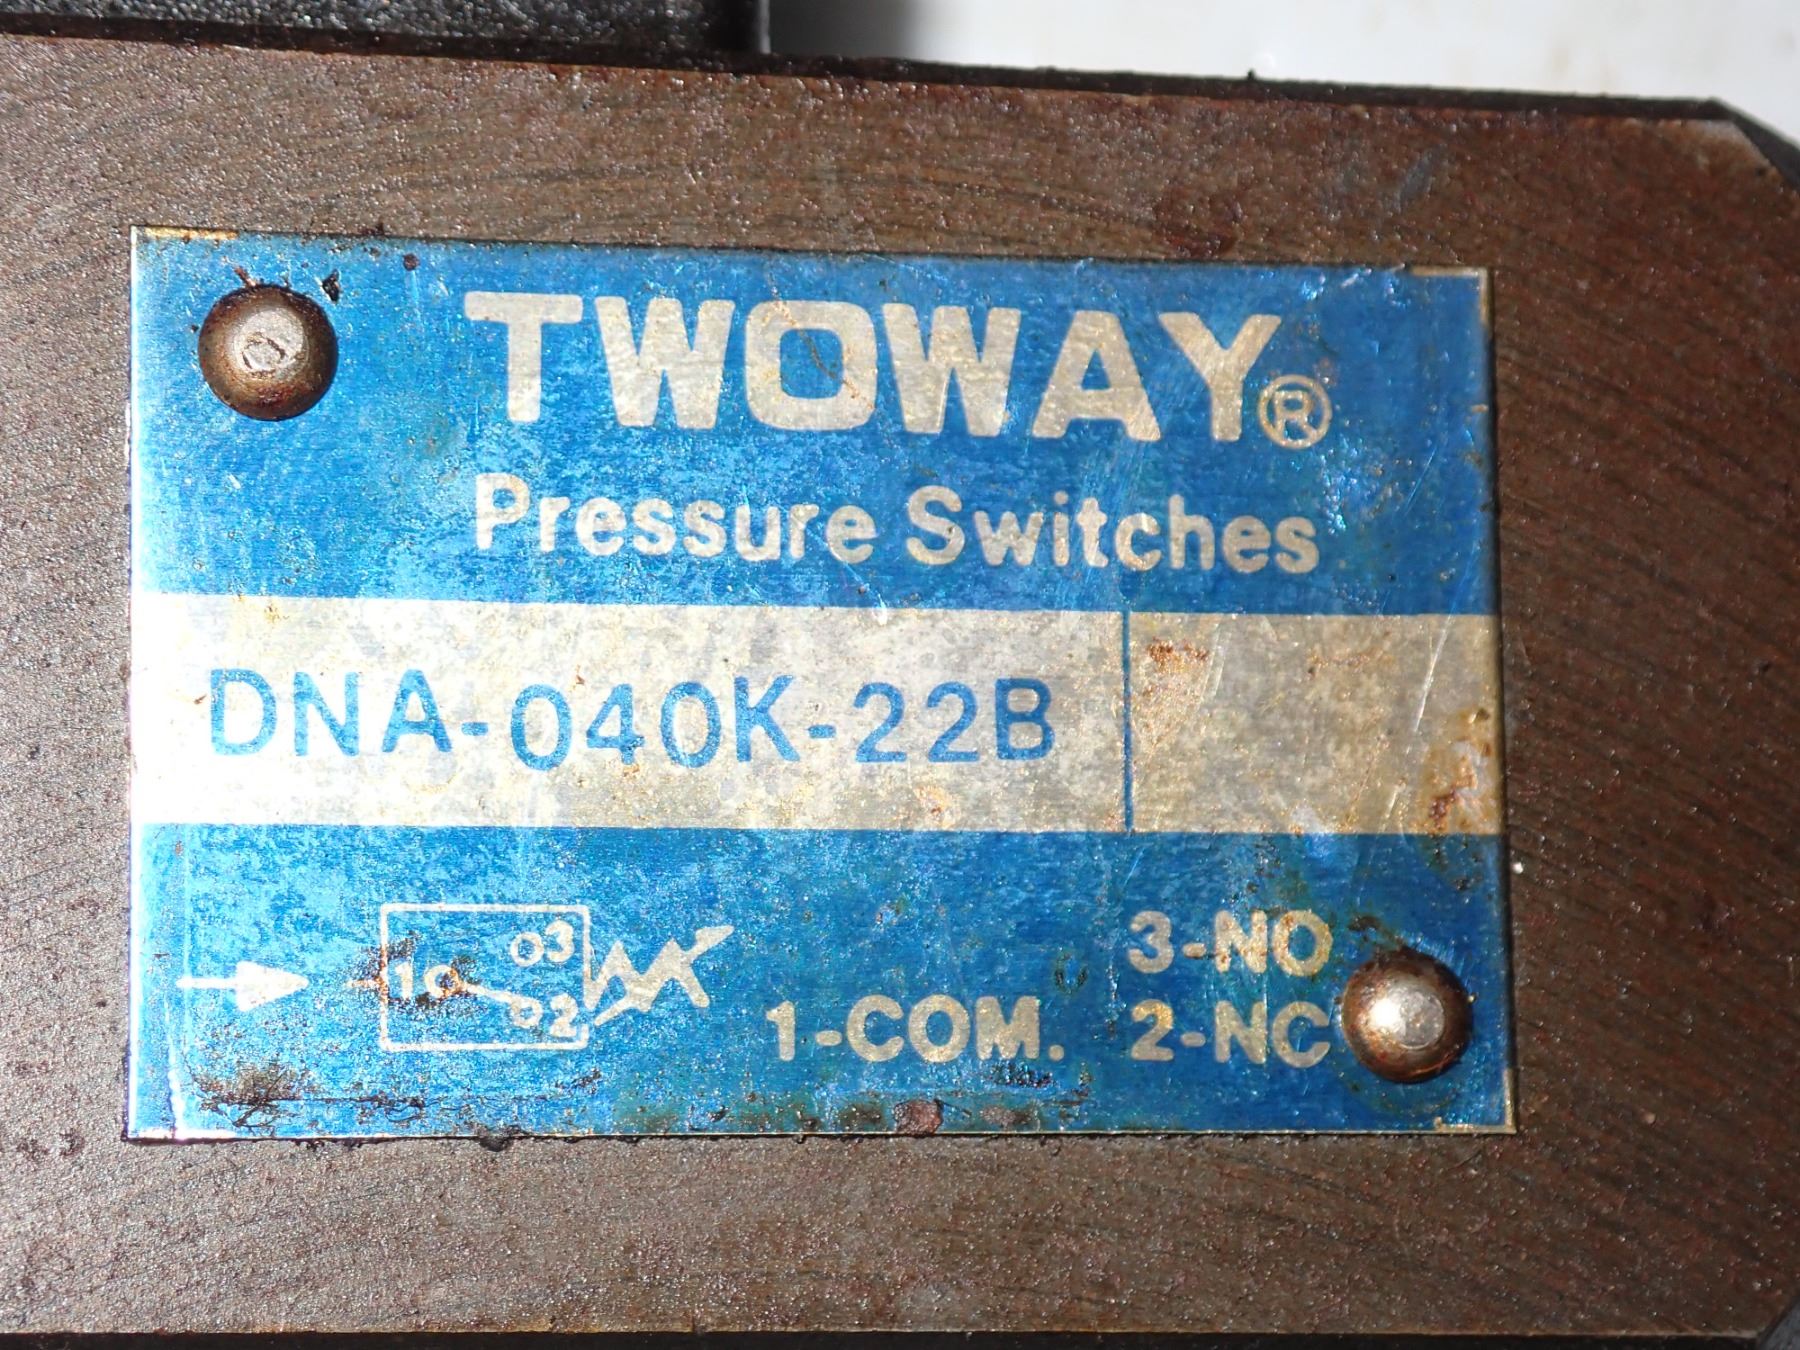 TWOWAY®
Pressure Switches
DNA-040K-22B
3
3-NO
1
2
1-COM. 2-NC